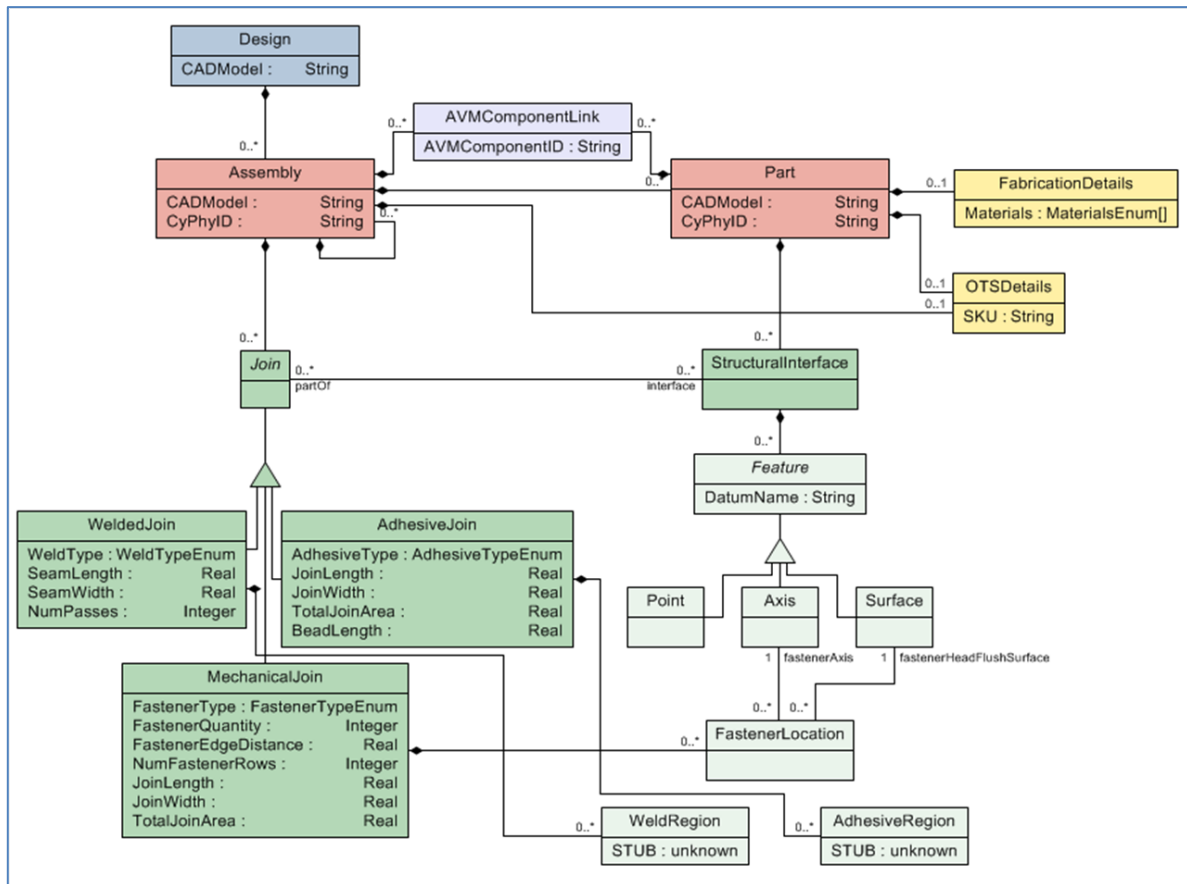 Design
CADModel : String
0..*
AVMComponentLink
AVMComponentID : String
0..*
0..*
Assembly
CADModel : String
CyPhyID : String
0..*
0..*
Part
CADModel : String
CyPhyID : String
0..1
FabricationDetails
Materials : MaterialsEnum[]
0..1
0..1
OTSDetails
SKU : String
0..*
Join
0..*
partOf
0..*
interface
0..*
StructuralInterface
0..*
Feature
DatumName : String
WeldedJoin
WeldType : WeldTypeEnum
SeamLength : Real
SeamWidth : Real
NumPasses : Integer
AdhesiveJoin
AdhesiveType : AdhesiveTypeEnum
JoinLength : Real
JoinWidth : Real
TotalJoinArea : Real
BeadLength : Real
Point
Axis
Surface
1 fastenerAxis
1 fastenerHeadFlushSurface
MechanicalJoin
FastenerType : FastenerTypeEnum
FastenerQuantity : Integer
FastenerEdgeDistance : Real
NumFastenerRows : Integer
JoinLength : Real
JoinWidth : Real
TotalJoinArea : Real
0..*
0..*
0..*
FastenerLocation
0..*
WeldRegion
STUB : unknown
0..*
AdhesiveRegion
STUB : unknown